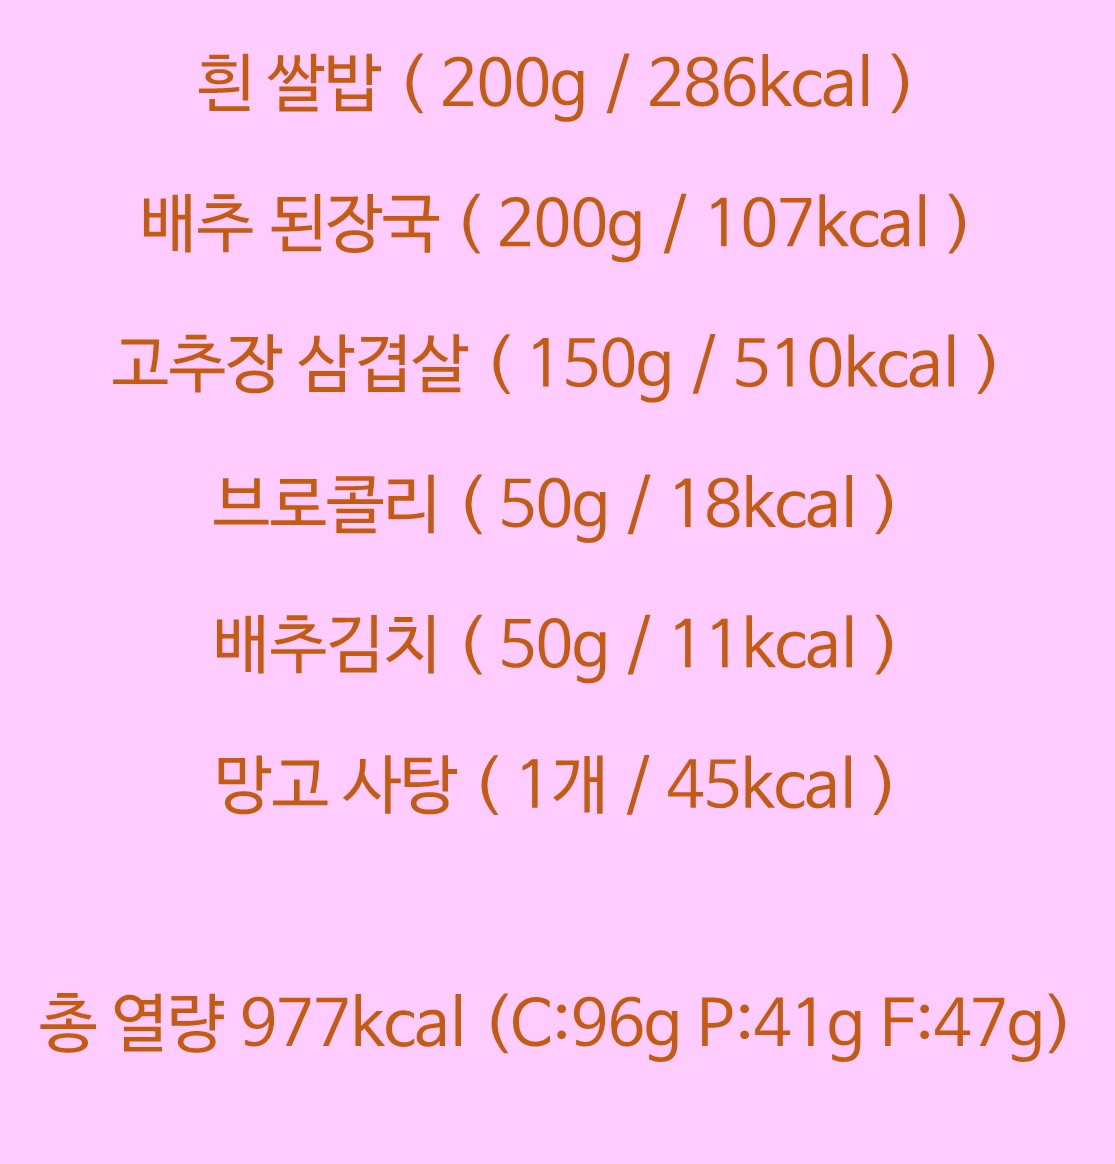 흰 쌀밥 ( 200g / 286kcal )
배추 된장국 ( 200g / 107kcal )
고추장 삼겹살 ( 150g / 510kcal )
브로콜리 ( 50g / 18kcal )
배추김치 ( 50g / 11kcal )
망고 사탕 ( 1개 / 45kcal )
총 열량 977kcal (C:96g P:41g F:47g)